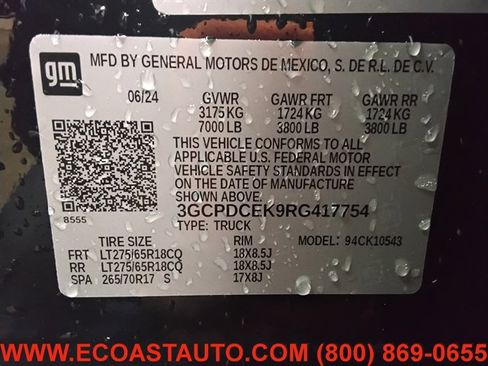 gm
MFD BY GENERAL MOTORS DE MEXICO, S. DE R.L. DE C.V.
06/24 GVWR GAWR FRT GAWR RR
3175 KG 1724 KG 1724 KG
7000 LB 3800 LB 3800 LB
THIS VEHICLE CONFORMS TO ALL
APPLICABLE U.S. FEDERAL MOTOR
VEHICLE SAFETY STANDARDS IN EFFECT
ON THE DATE OF MANUFACTURE
SHOWN ABOVE.
8555 3GCPDCEK9RG417754
TYPE: TRUCK
TIRE SIZE RIM MODEL: 94CK10543
FRT LT275/65R18CQ 18X8.5J
RR LT275/65R18CQ 18X8.5J
SPA 265/70R17 S 17X8J
WWW.ECOASTAUTO.COM (800) 869-0655